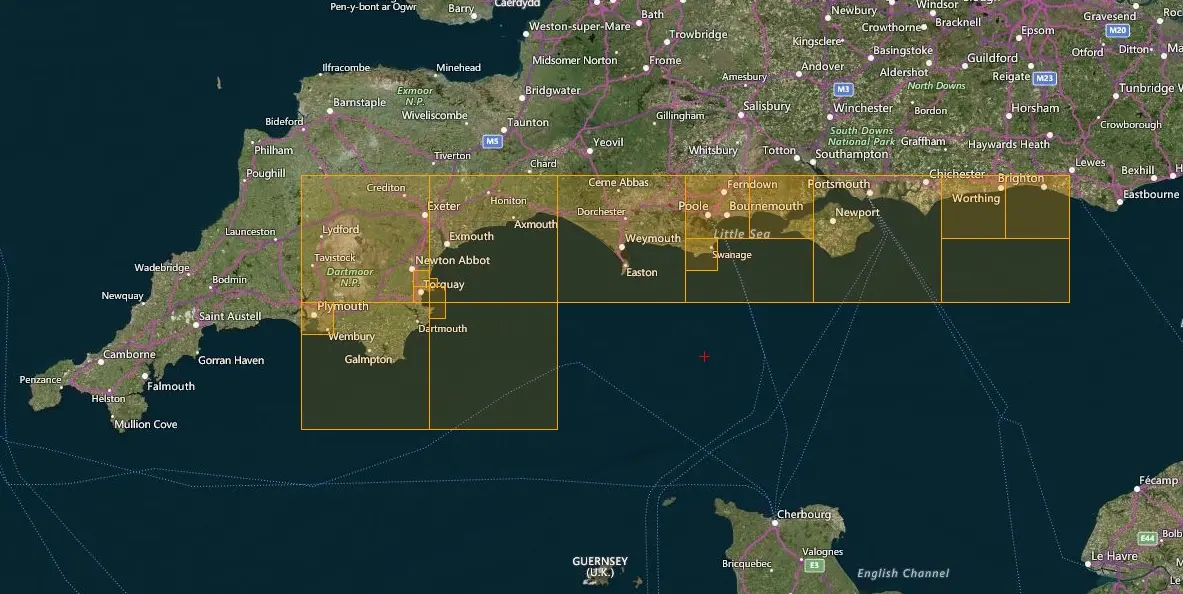 Pen-y-bont ar Ogwr
Barry
Caerdydd
Bath
Newbury
Windsor
Gravesend
Weston-super-Mare
Trowbridge
Crowthorne
Bracknell
Epsom
M20
Kingsclere
Basingstoke
Otford
Ditton
Midsomer Norton
Frome
Andover
Guildford
Ilfracombe
Minehead
Amesbury
Aldershot
Reigate
M23
Exmoor
N.P.
Bridgwater
M3
North Downs
Barnstaple
Salisbury
Winchester
Bordon
Horsham
Wiveliscombe
Gillingham
Bideford
Taunton
South Downs
National Park
Crowborough
M5
Yeovil
Graffham
Haywards Heath
Philham
Tiverton
Chard
Whitsbury
Totton
Southampton
Lewes
Poughill
Chichester
Bexhill
Crediton
Cerne Abbas
Ferndown
Portsmouth
Brighton
Eastbourne
Honiton
Worthing
Exeter
Dorchester
Poole
Bournemouth
Newport
Launceston
Lydford
Axmouth
Exmouth
Weymouth
Little Sea
Tavistock
Newton Abbot
Swanage
Wadebridge
Dartmoor
N.P.
Easton
Bodmin
Torquay
Newquay
Plymouth
Saint Austell
Dartmouth
Wembury
Camborne
Gorran Haven
Galmpton
Penzance
Falmouth
Helston
Mullion Cove
Fécamp
Cherbourg
E44
Valognes
Le Havre
GUERNSEY
(U.K.)
Bricquebec
E3
English Channel